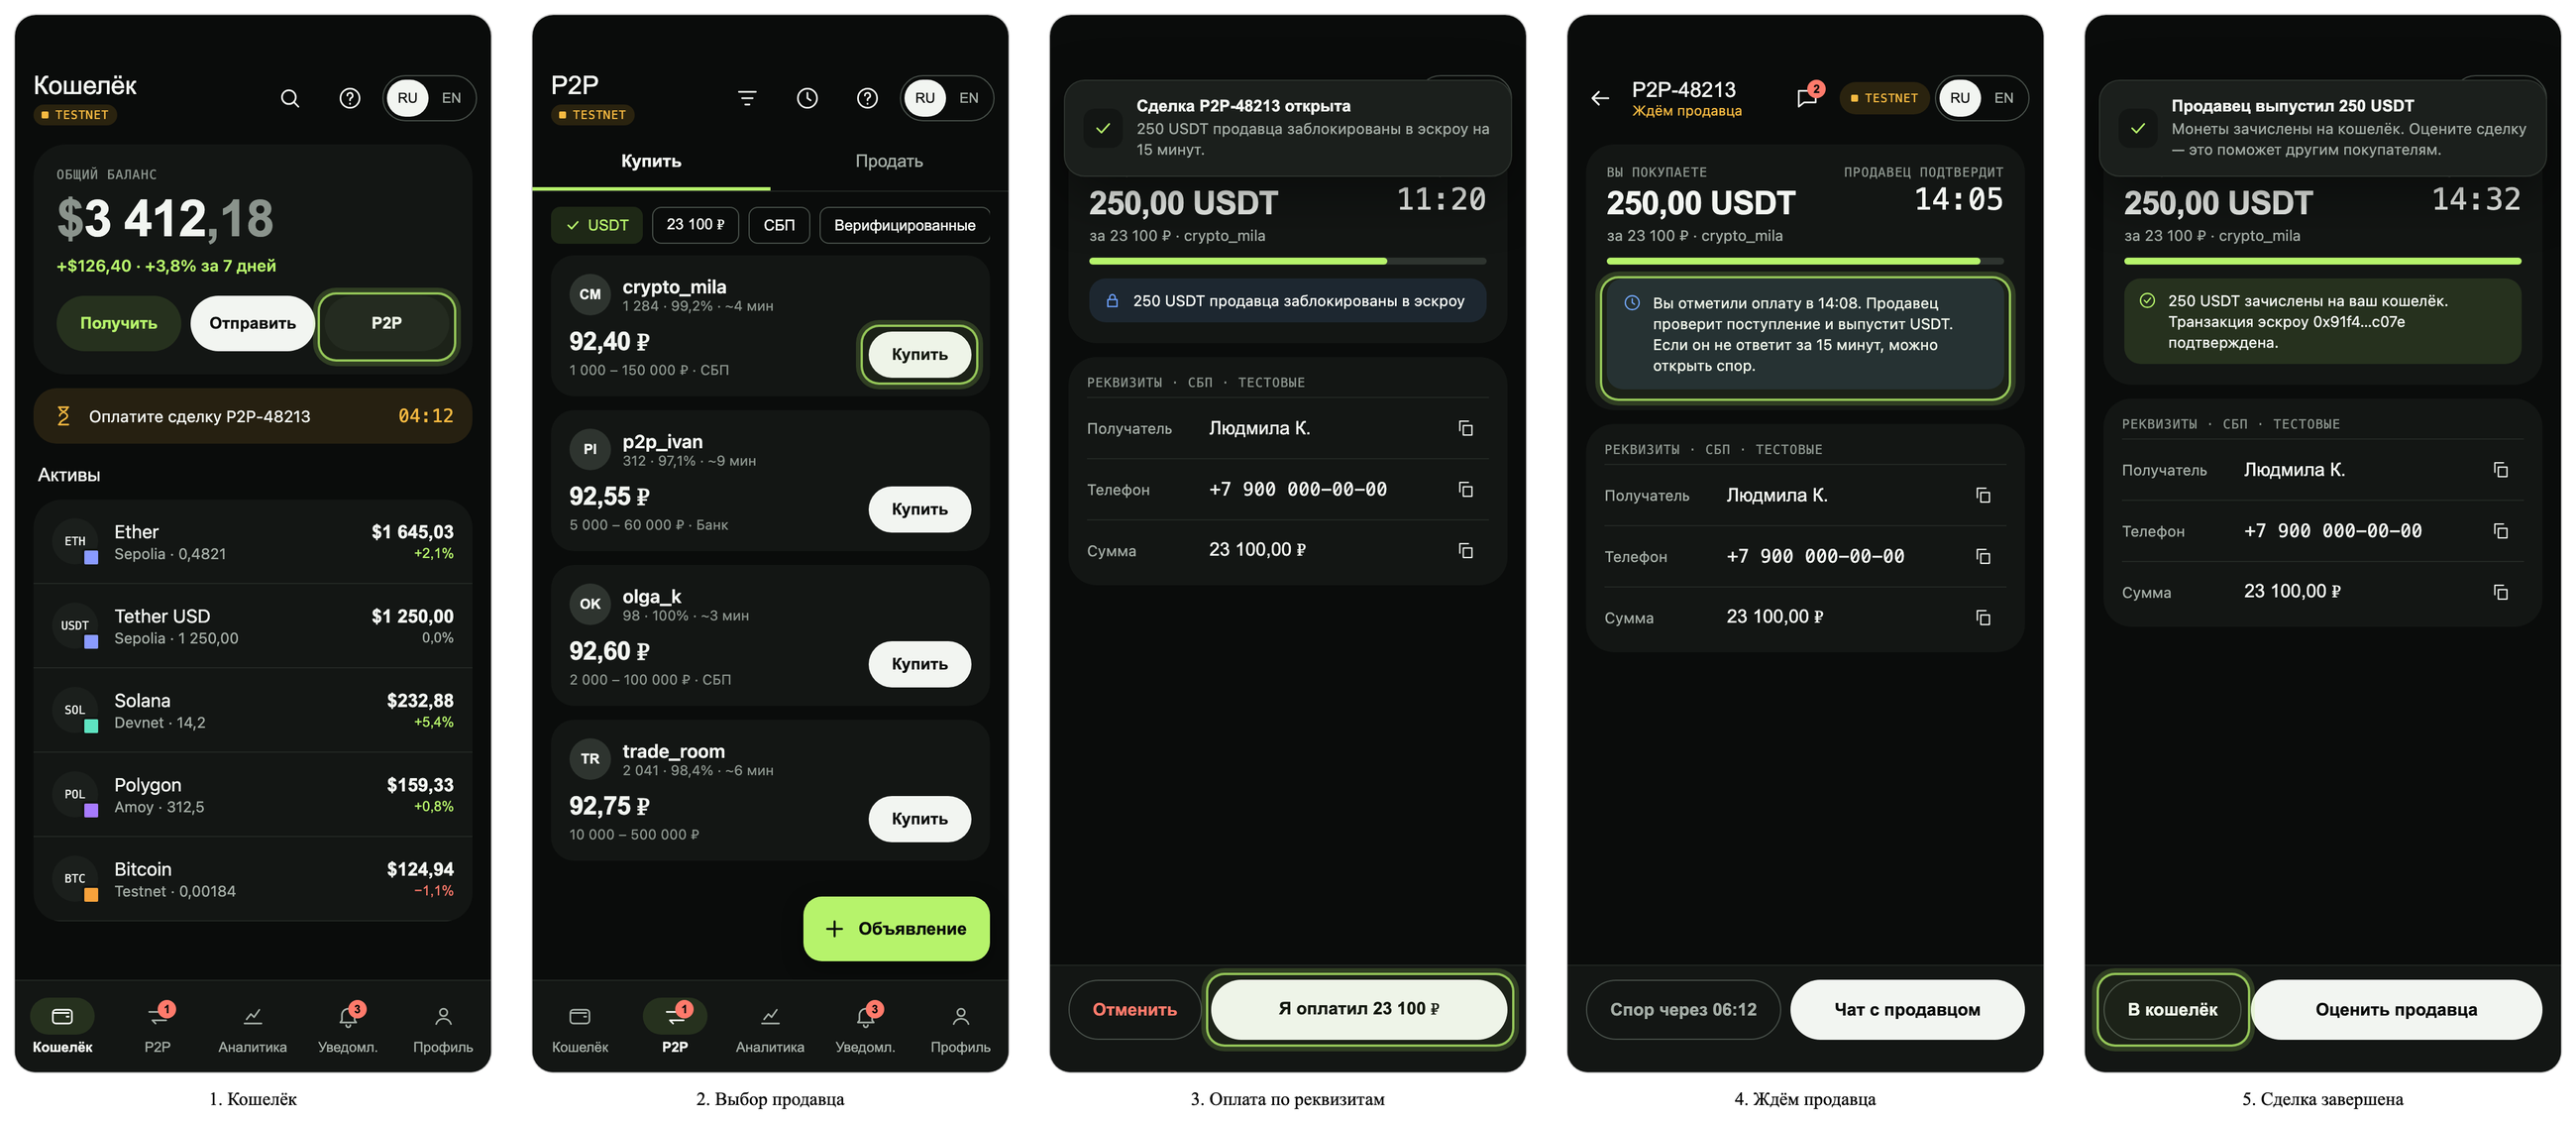 Кошелёк
TESTNET
RU EN
ОБЩИЙ БАЛАНС
$3 412,18
+$126,40 · +3,8% за 7 дней
Получить Отправить P2P
Оплатите сделку P2P-48213 04:12
Активы
ETH Ether $1 645,03
Sepolia · 0,4821 +2,1%
USDT Tether USD $1 250,00
Sepolia · 1 250,00 0,0%
SOL Solana $232,88
Devnet · 14,2 +5,4%
POL Polygon $159,33
Amoy · 312,5 +0,8%
BTC Bitcoin $124,94
Testnet · 0,00184 −1,1%
1 3
Кошелёк P2P Аналитика Уведомл. Профиль
1. Кошелёк
P2P
TESTNET
RU EN
Купить Продать
USDT 23 100 ₽ СБП Верифицированные
CM crypto_mila
1 284 · 99,2% · ~4 мин
92,40 ₽
Купить
1 000 – 150 000 ₽ · СБП
PI p2p_ivan
312 · 97,1% · ~9 мин
92,55 ₽
Купить
5 000 – 60 000 ₽ · Банк
OK olga_k
98 · 100% · ~3 мин
92,60 ₽
Купить
2 000 – 100 000 ₽ · СБП
TR trade_room
2 041 · 98,4% · ~6 мин
92,75 ₽
Купить
10 000 – 500 000 ₽
+ Объявление
1 3
Кошелёк P2P Аналитика Уведомл. Профиль
2. Выбор продавца
Сделка P2P-48213 открыта
250 USDT продавца заблокированы в эскроу на
15 минут.
250,00 USDT 11:20
за 23 100 ₽ · crypto_mila
250 USDT продавца заблокированы в эскроу
РЕКВИЗИТЫ · СБП · ТЕСТОВЫЕ
Получатель Людмила К.
Телефон +7 900 000–00–00
Сумма 23 100,00 ₽
Отменить Я оплатил 23 100 ₽
3. Оплата по реквизитам
P2P-48213
Ждём продавца
2
TESTNET
RU EN
ВЫ ПОКУПАЕТЕ ПРОДАВЕЦ ПОДТВЕРДИТ
250,00 USDT 14:05
за 23 100 ₽ · crypto_mila
Вы отметили оплату в 14:08. Продавец
проверит поступление и выпустит USDT.
Если он не ответит за 15 минут, можно
открыть спор.
РЕКВИЗИТЫ · СБП · ТЕСТОВЫЕ
Получатель Людмила К.
Телефон +7 900 000–00–00
Сумма 23 100,00 ₽
Спор через 06:12 Чат с продавцом
4. Ждём продавца
Продавец выпустил 250 USDT
Монеты зачислены на кошелёк. Оцените сделку
— это поможет другим покупателям.
250,00 USDT 14:32
за 23 100 ₽ · crypto_mila
250 USDT зачислены на ваш кошелёк.
Транзакция эскроу 0x91f4…c07e
подтверждена.
РЕКВИЗИТЫ · СБП · ТЕСТОВЫЕ
Получатель Людмила К.
Телефон +7 900 000–00–00
Сумма 23 100,00 ₽
В кошелёк Оценить продавца
5. Сделка завершена